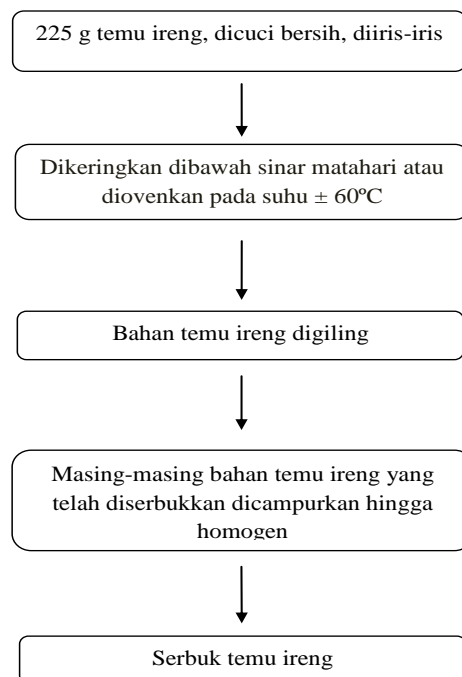 225 g temu ireng, dicuci bersih, diiris-iris
Dikeringkan dibawah sinar matahari atau
diovenkan pada suhu ± 60ºC
Bahan temu ireng digiling
Masing-masing bahan temu ireng yang
telah diserbukkan dicampurkan hingga
homogen
Serbuk temu ireng